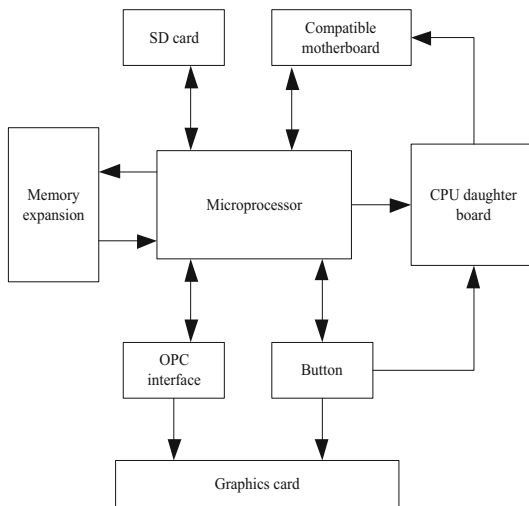 SD card
Compatible
motherboard
Memory
expansion
Microprocessor
CPU daughter
board
OPC
interface
Button
Graphics card